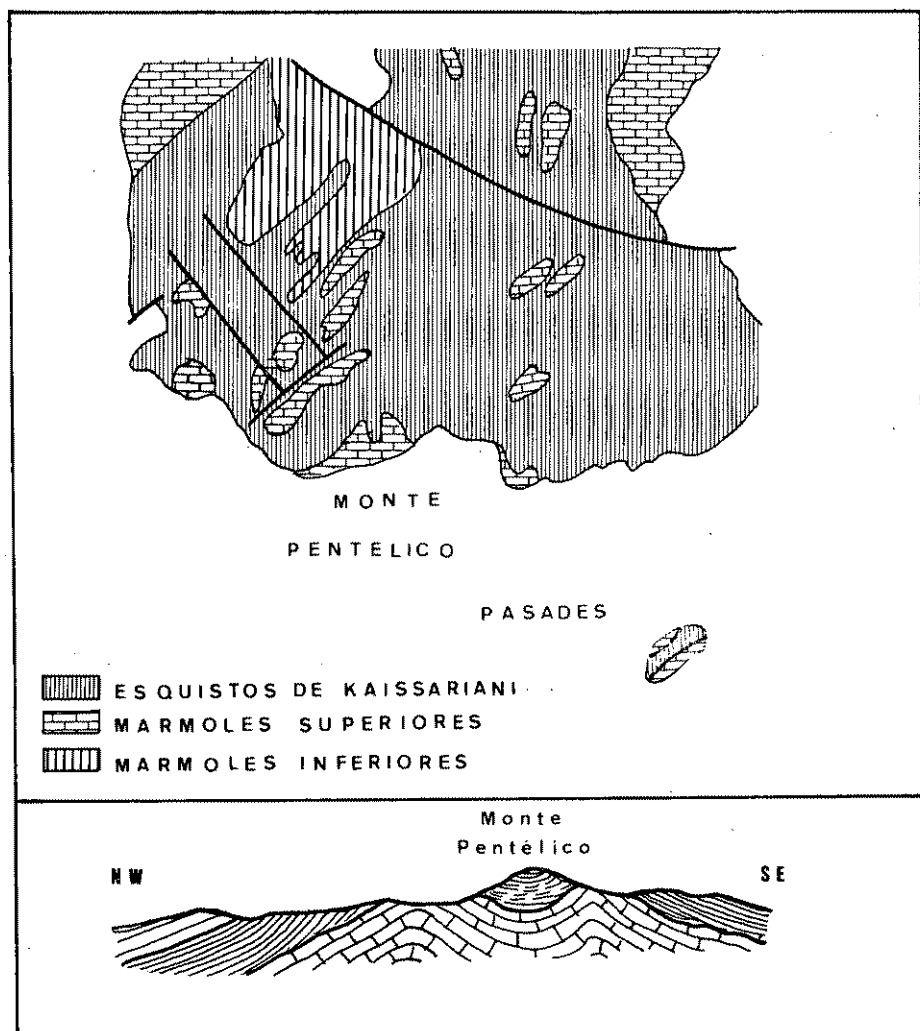 MONTE
PENTELICO
PASADES
ESQUISTOS DE KAISSARIANI
MARMOLES SUPERIORES
MARMOLES INFERIORES
Monte
Pentélico
NW
SE